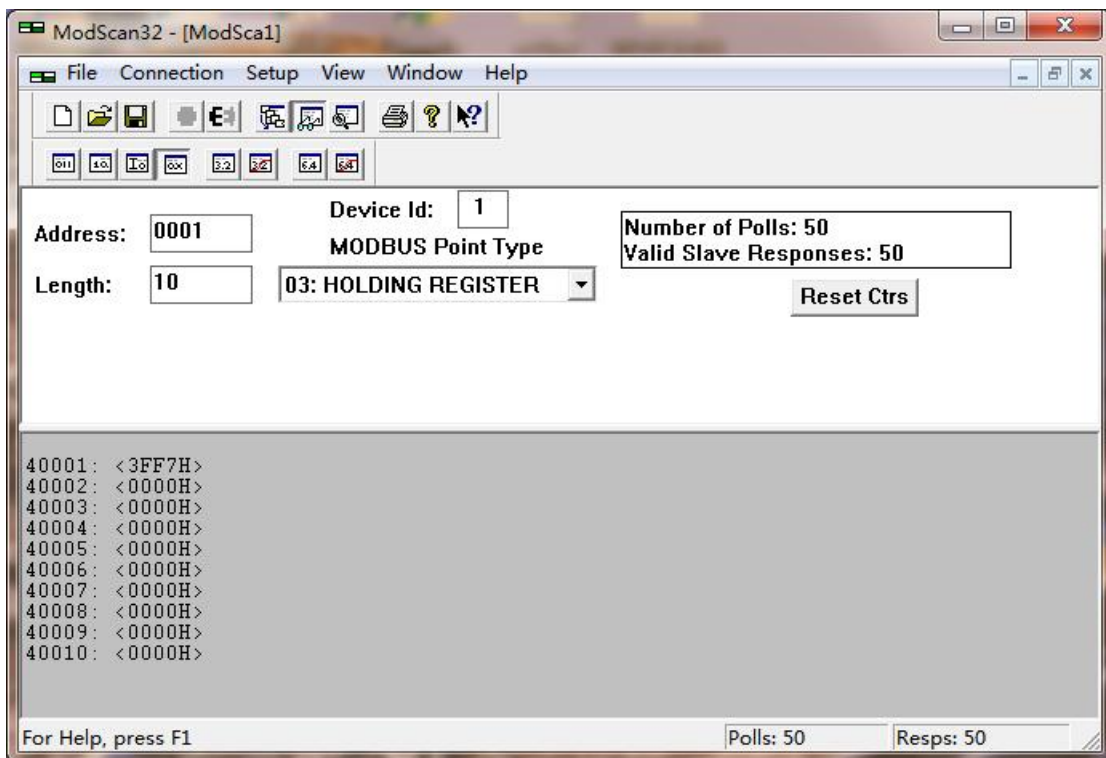 ModScan32 - [ModSca1]
File Connection Setup View Window Help
Device Id: 1
Address: 0001
MODBUS Point Type
Number of Polls: 50
Valid Slave Responses: 50
Length: 10
03: HOLDING REGISTER
Reset Ctrs
40001: <3FF7H>
40002: <0000H>
40003: <0000H>
40004: <0000H>
40005: <0000H>
40006: <0000H>
40007: <0000H>
40008: <0000H>
40009: <0000H>
40010: <0000H>
For Help, press F1
Polls: 50
Resps: 50